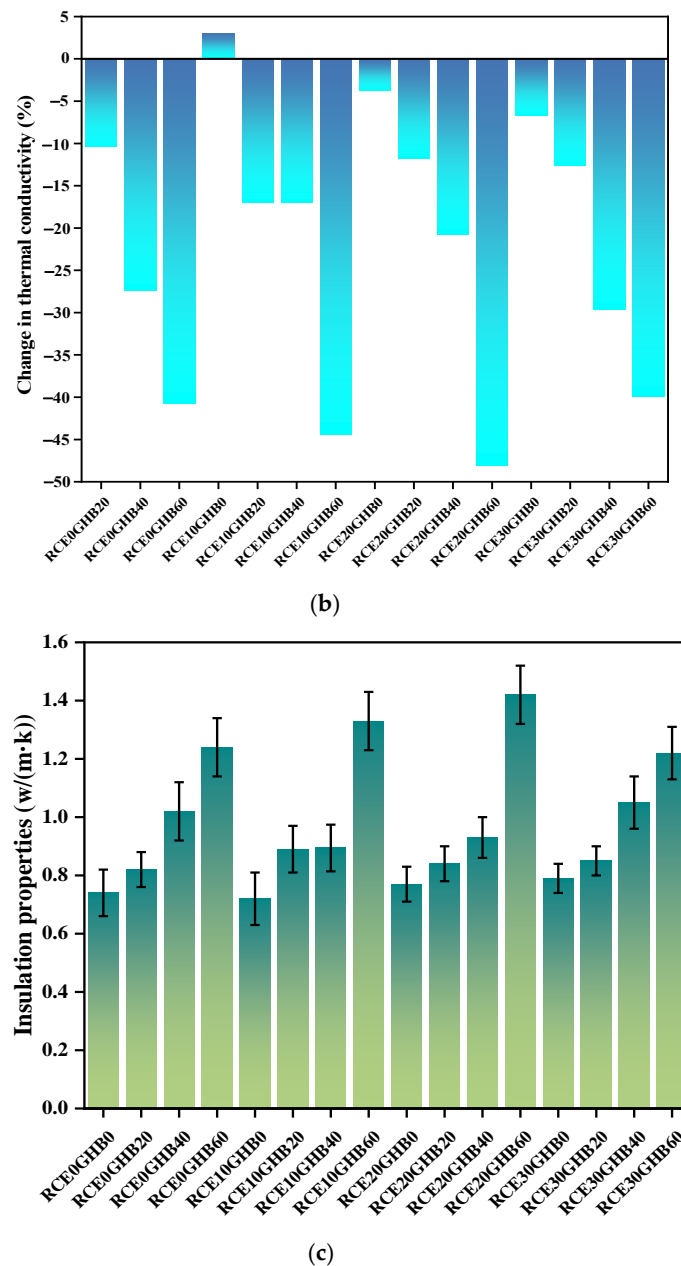 Change in thermal conductivity (%)
5
0
−5
−10
−15
−20
−25
−30
−35
−40
−45
−50
RCE0GHB20
RCE0GHB40
RCE0GHB60
RCE10GHB0
RCE10GHB20
RCE10GHB40
RCE10GHB60
RCE20GHB0
RCE20GHB20
RCE20GHB40
RCE20GHB60
RCE30GHB0
RCE30GHB20
RCE30GHB40
RCE30GHB60
(b)
Insulation properties (w/(m·k))
1.6
1.4
1.2
1.0
0.8
0.6
0.4
0.2
0.0
RCE0GHB0
RCE0GHB20
RCE0GHB40
RCE0GHB60
RCE10GHB0
RCE10GHB20
RCE10GHB40
RCE10GHB60
RCE20GHB0
RCE20GHB20
RCE20GHB40
RCE20GHB60
RCE30GHB0
RCE30GHB20
RCE30GHB40
RCE30GHB60
(c)